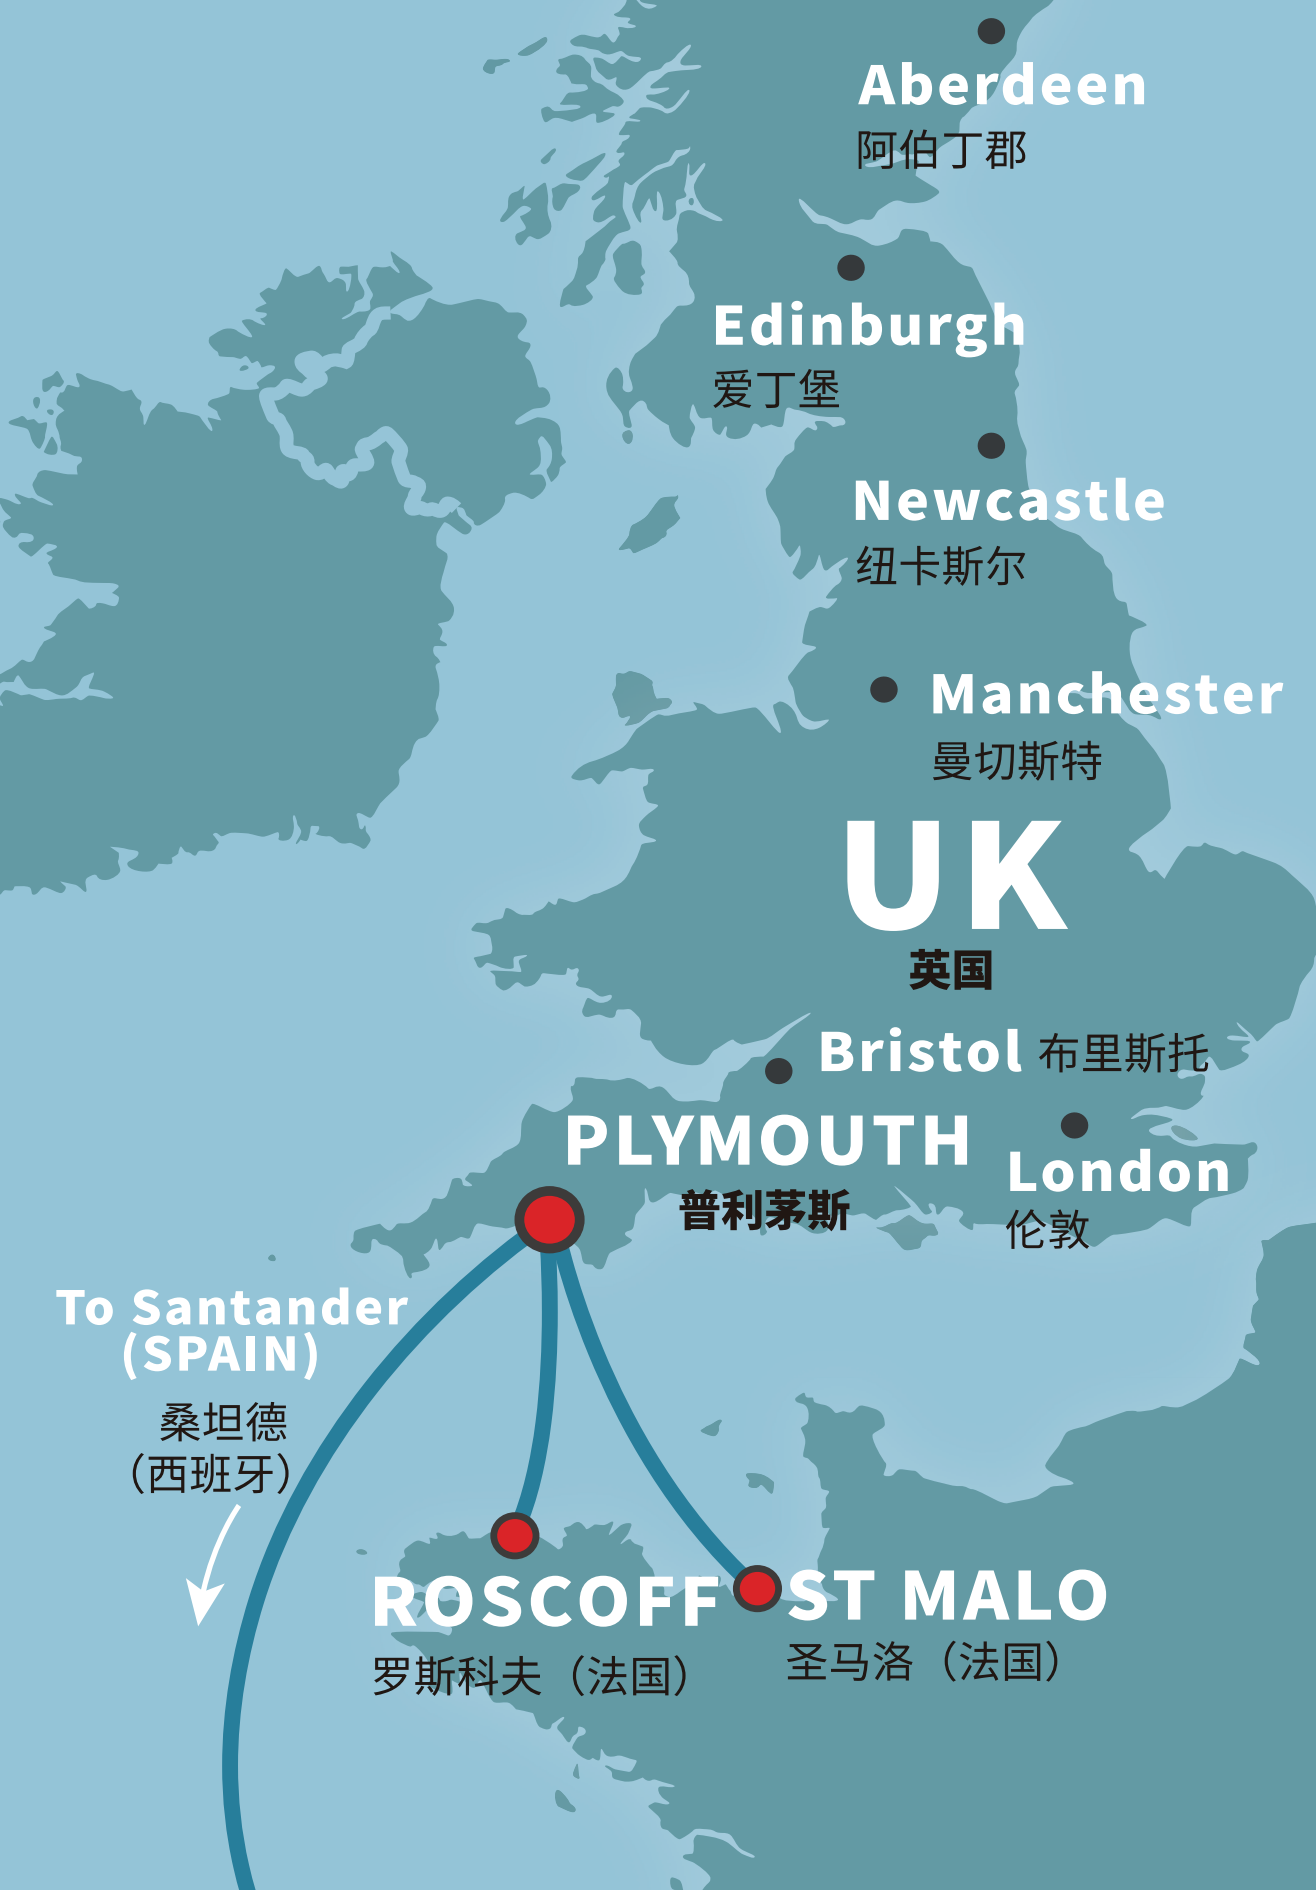 Aberdeen
阿伯丁郡
Edinburgh
爱丁堡
Newcastle
纽卡斯尔
Manchester
曼切斯特
UK
英国
Bristol 布里斯托
PLYMOUTH
普利茅斯
London
伦敦
To Santander
(SPAIN)
桑坦德
（西班牙）
ROSCOFF
罗斯科夫（法国）
ST MALO
圣马洛（法国）